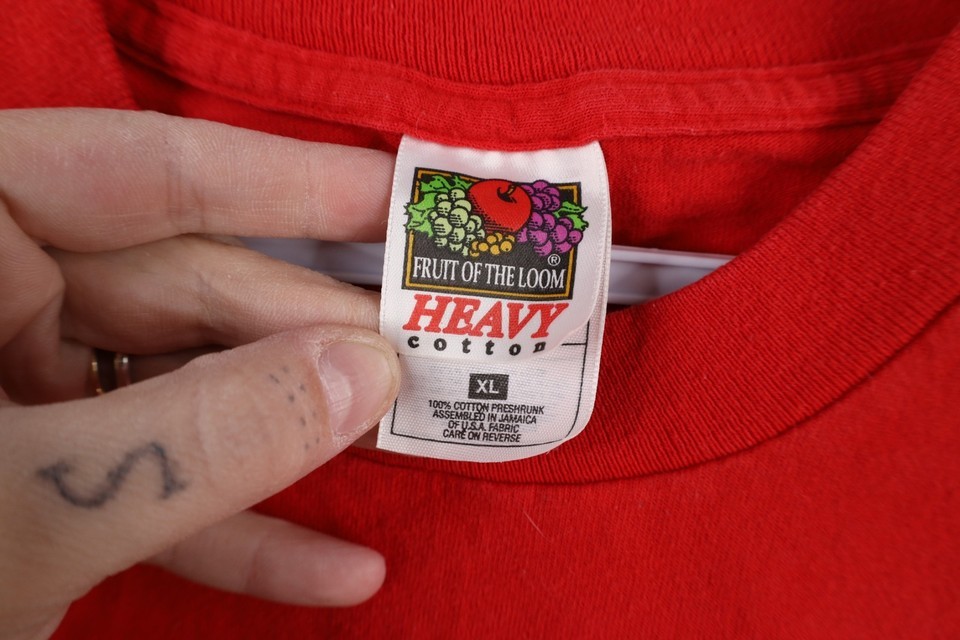 FRUIT OF THE LOOM ®
HEAVY
cotton
XL
100% COTTON PRESHRUNK
ASSEMBLED IN JAMAICA
OF U.S.A. FABRIC
CARE ON REVERSE